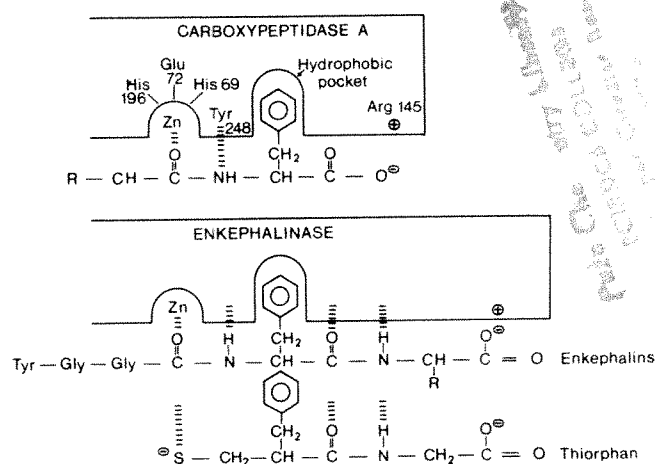 CARBOXYPEPTIDASE A
Glu
72
His
196
His 69
Zn
Tyr
248
Hydrophobic
pocket
Arg 145
⊕
O
CH2
O
R — CH — C — NH — CH — C — O⊖
ENKEPHALINASE
Zn
⊕
O
H
CH2
O
H
O⊖
Tyr — Gly — Gly — C — N — CH — C — N — CH — C = O Enkephalins
R
CH2
O
H
O⊖
⊖S — CH2 — CH — C — N — CH2 — C = O Thiorphan